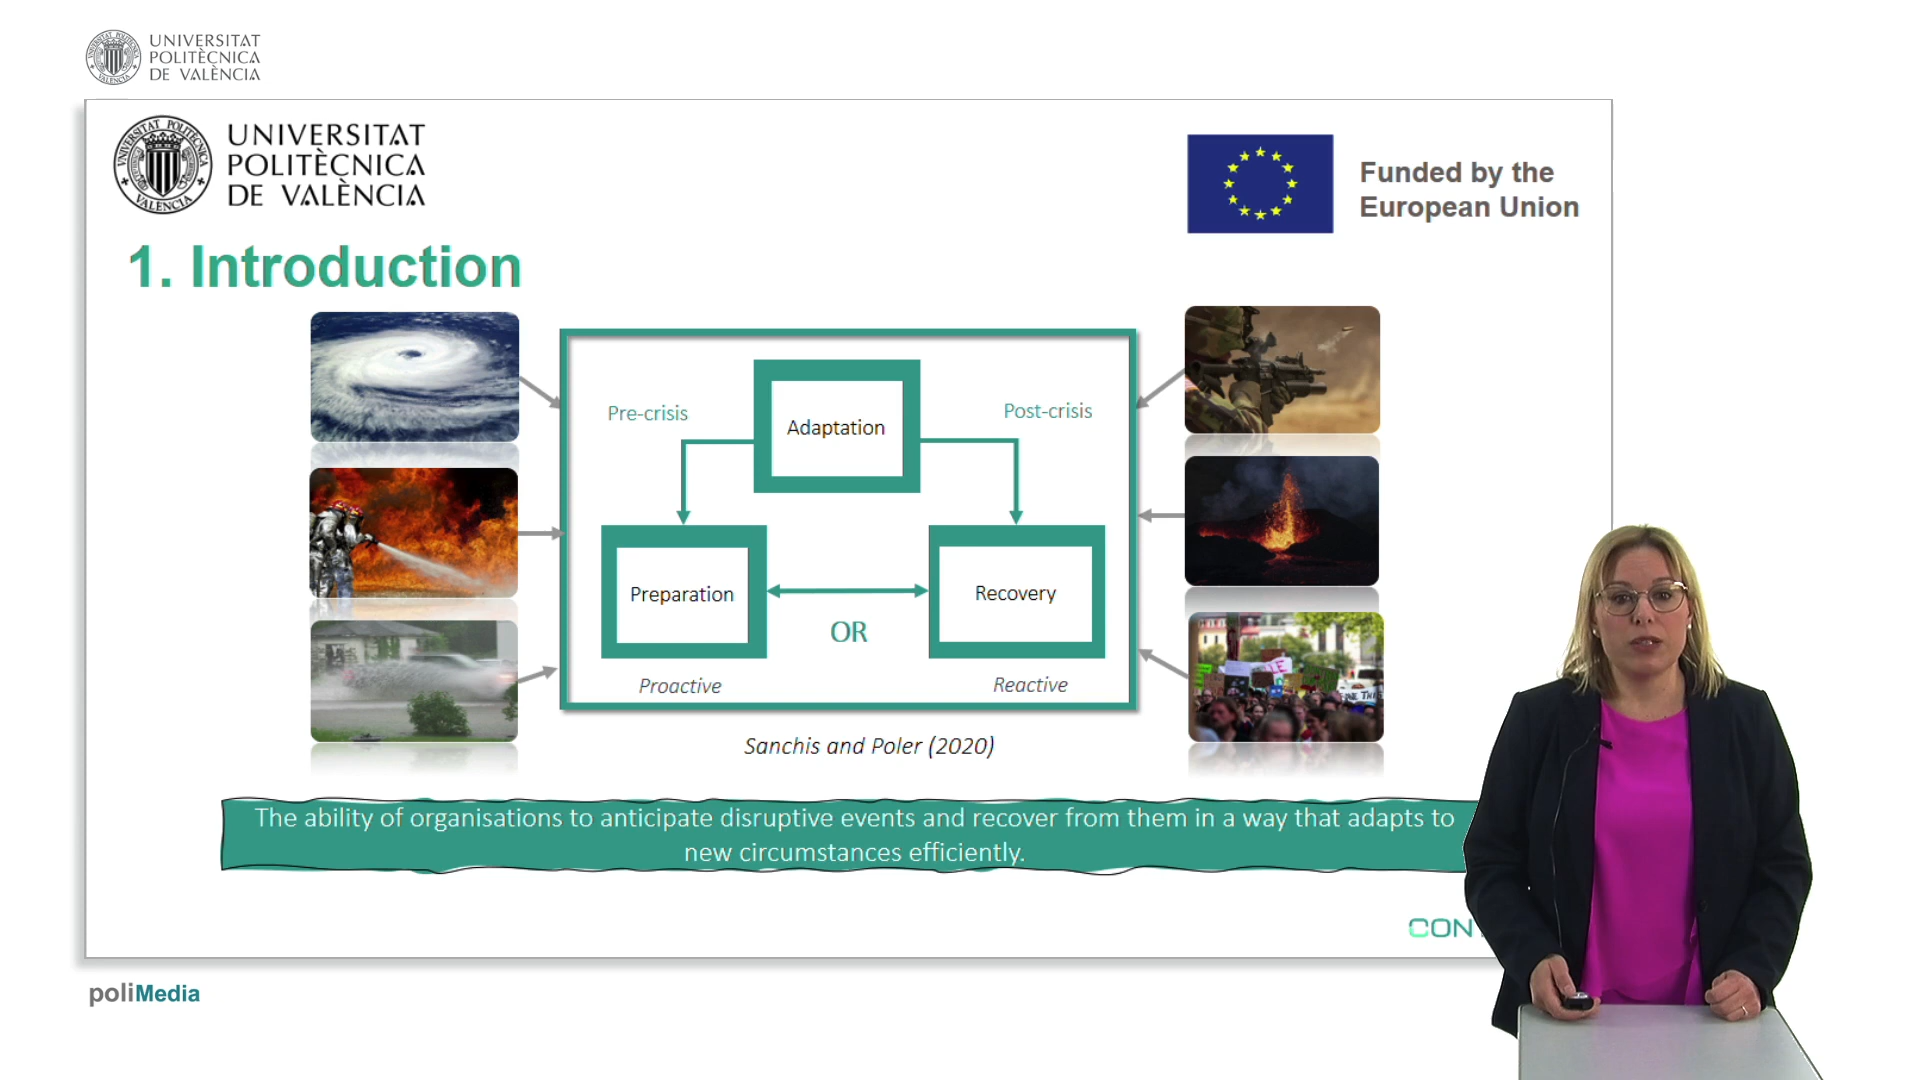 UNIVERSITAT
POLITÈCNICA
DE VALÈNCIA
UNIVERSITAT
POLITÈCNICA
DE VALÈNCIA
Funded by the
European Union
1. Introduction
Pre-crisis
Adaptation
Post-crisis
Preparation
OR
Recovery
Proactive
Reactive
Sanchis and Poler (2020)
The ability of organisations to anticipate disruptive events and recover from them in a way that adapts to
new circumstances efficiently.
CON
poliMedia